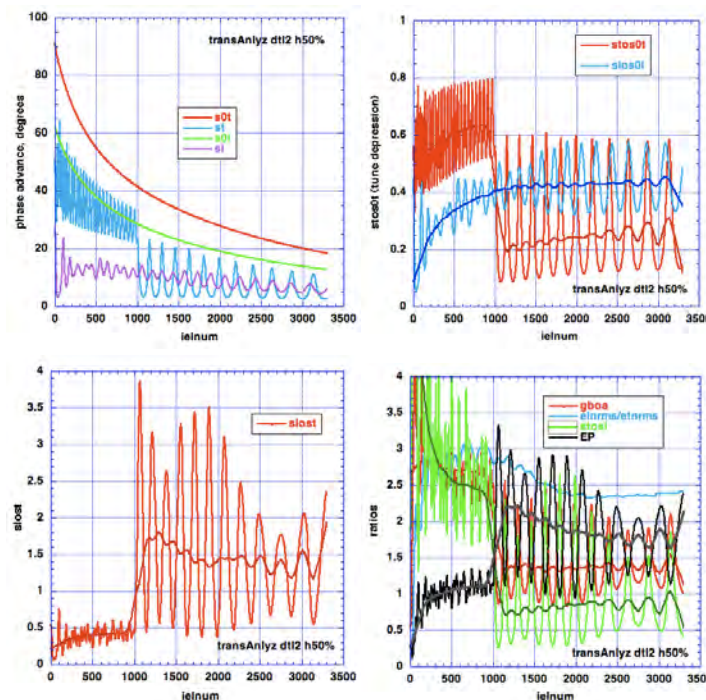 transAnlyz dtl2 h50%
s0t
st
s0l
sl
phase advance, degrees
100
80
60
40
20
0
0 500 1000 1500 2000 2500 3000 3500
ielnum
stos0t
slos0l
stos0t (tune depression)
1
0.8
0.6
0.4
0.2
0
transAnlyz dtl2 h50%
0 500 1000 1500 2000 2500 3000 3500
ielnum
slost
slost
4
3.5
3
2.5
2
1.5
1
0.5
0
transAnlyz dtl2 h50%
0 500 1000 1500 2000 2500 3000 3500
ielnum
gboa
elnrms/etnrms
stosl
EP
ratios
4
3.5
3
2.5
2
1.5
1
0.5
0
transAnlyz dtl2 h50%
0 500 1000 1500 2000 2500 3000 3500
ielnum